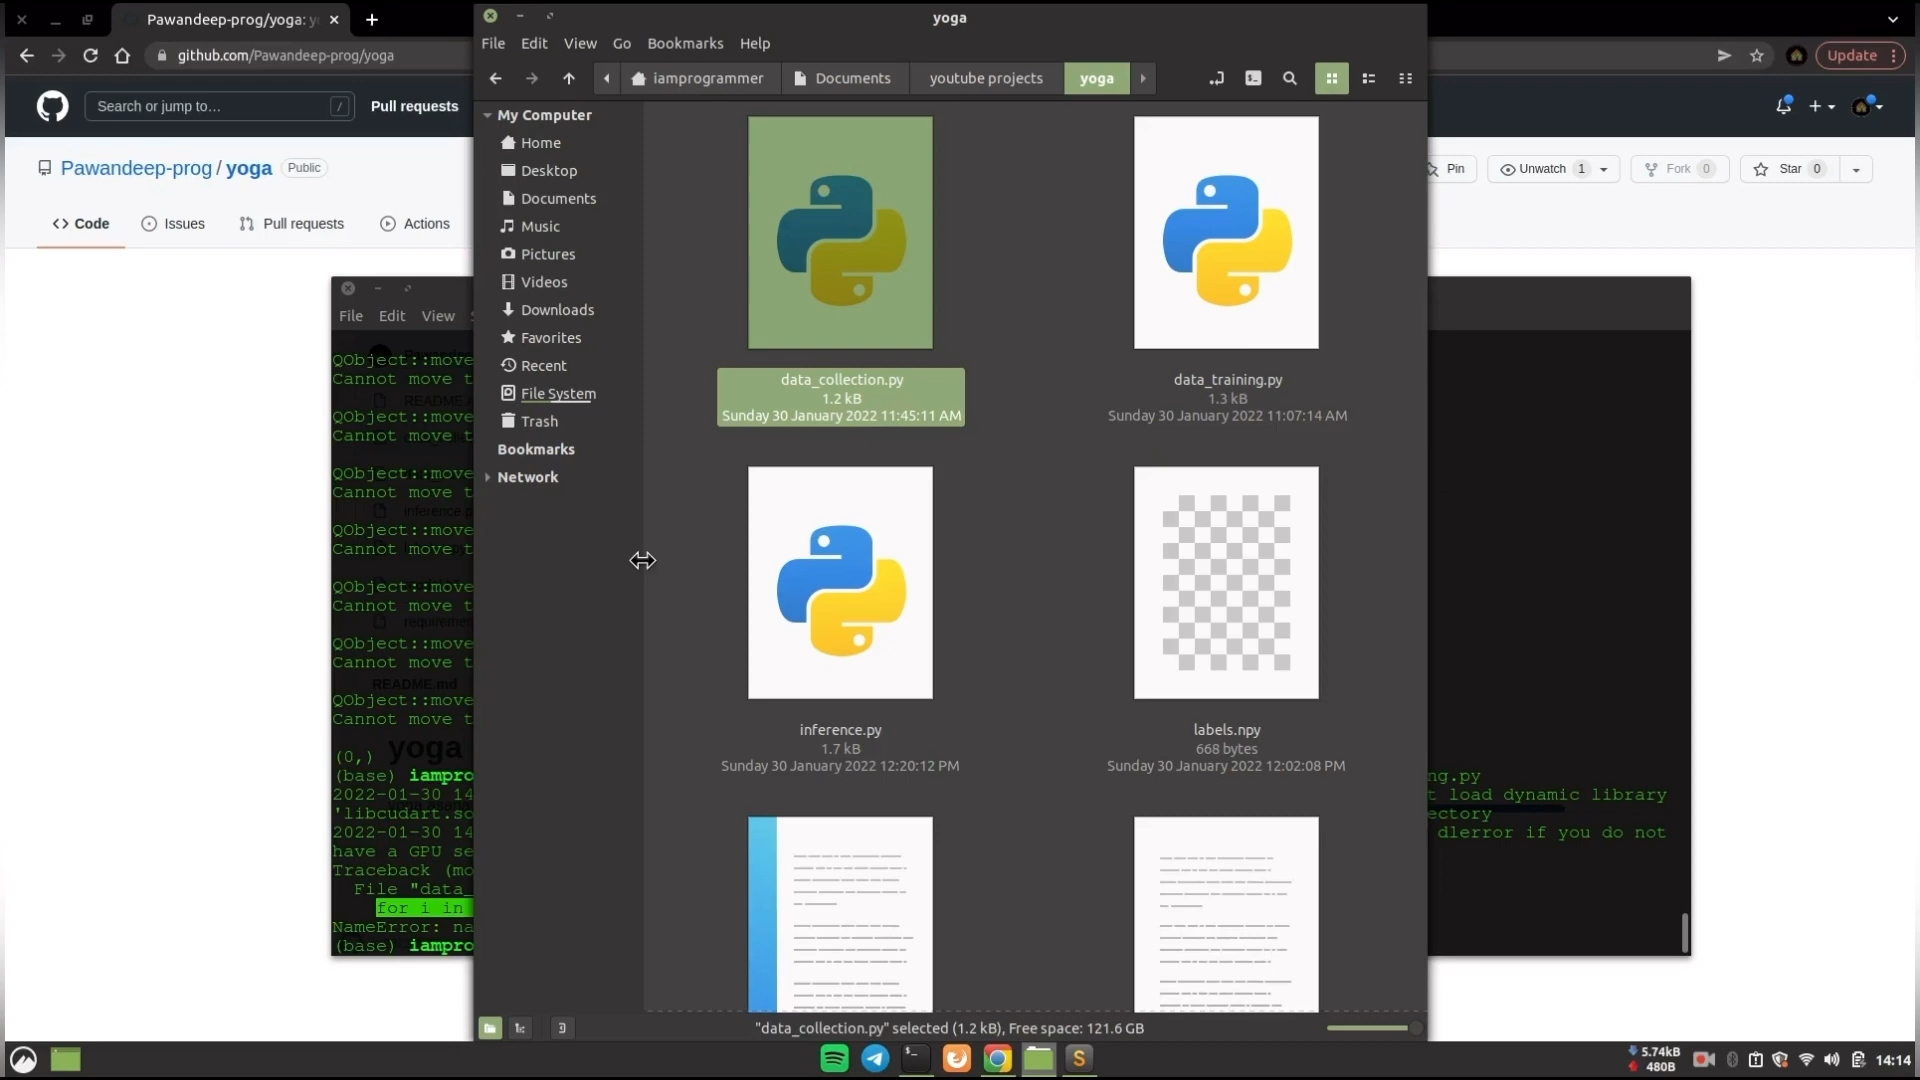 Pawandeep-prog/yoga: y
github.com/Pawandeep-prog/yoga
Update
Search or jump to…
/
Pull requests
Pawandeep-prog / yoga
Public
Pin
Unwatch 1
Fork 0
Star 0
Code
Issues
Pull requests
Actions
yoga
File Edit View Go Bookmarks Help
iamprogrammer
Documents
youtube projects
yoga
My Computer
Home
Desktop
Documents
Music
Pictures
Videos
Downloads
Favorites
Recent
File System
Trash
Bookmarks
Network
data_collection.py
1.2 kB
Sunday 30 January 2022 11:45:11 AM
data_training.py
1.3 kB
Sunday 30 January 2022 11:07:14 AM
inference.py
1.7 kB
Sunday 30 January 2022 12:20:12 PM
labels.npy
668 bytes
Sunday 30 January 2022 12:02:08 PM
"data_collection.py" selected (1.2 kB), Free space: 121.6 GB
File Edit View
QObject::move
Cannot move t
QObject::move
Cannot move t
QObject::move
Cannot move t
QObject::move
Cannot move t
QObject::move
Cannot move t
QObject::move
Cannot move t
QObject::move
Cannot move t
inference.p
requireme
README.md
yoga
(0,)
(base) iampro
2022-01-30 14
'libcudart.so
2022-01-30 14
have a GPU se
Traceback (mo
File "data_
for i in
NameError: na
(base) iampro
ng.py
t load dynamic library
ectory
dlerror if you do not
5.74kB
480B
14:14